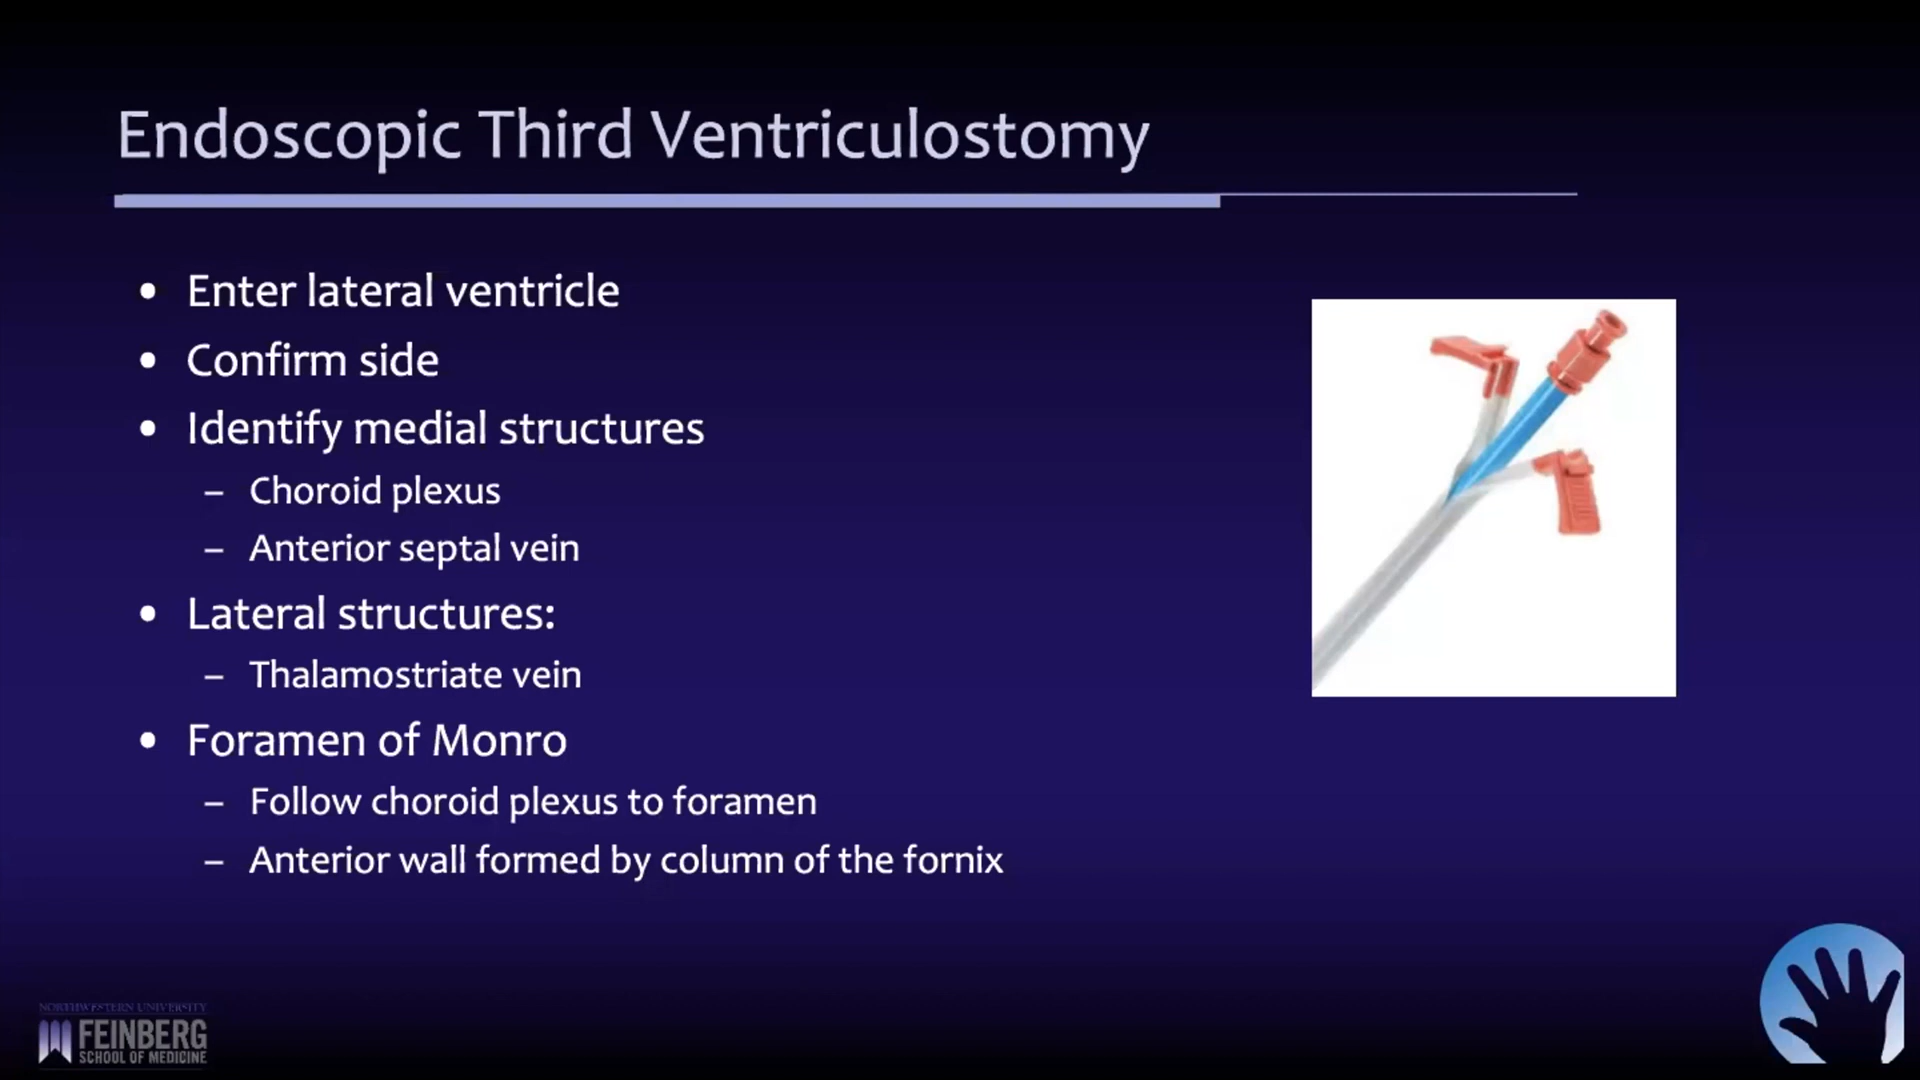 Endoscopic Third Ventriculostomy
• Enter lateral ventricle
• Confirm side
• Identify medial structures
– Choroid plexus
– Anterior septal vein
• Lateral structures:
– Thalamostriate vein
• Foramen of Monro
– Follow choroid plexus to foramen
– Anterior wall formed by column of the fornix
NORTHWESTERN UNIVERSITY
FEINBERG
SCHOOL OF MEDICINE